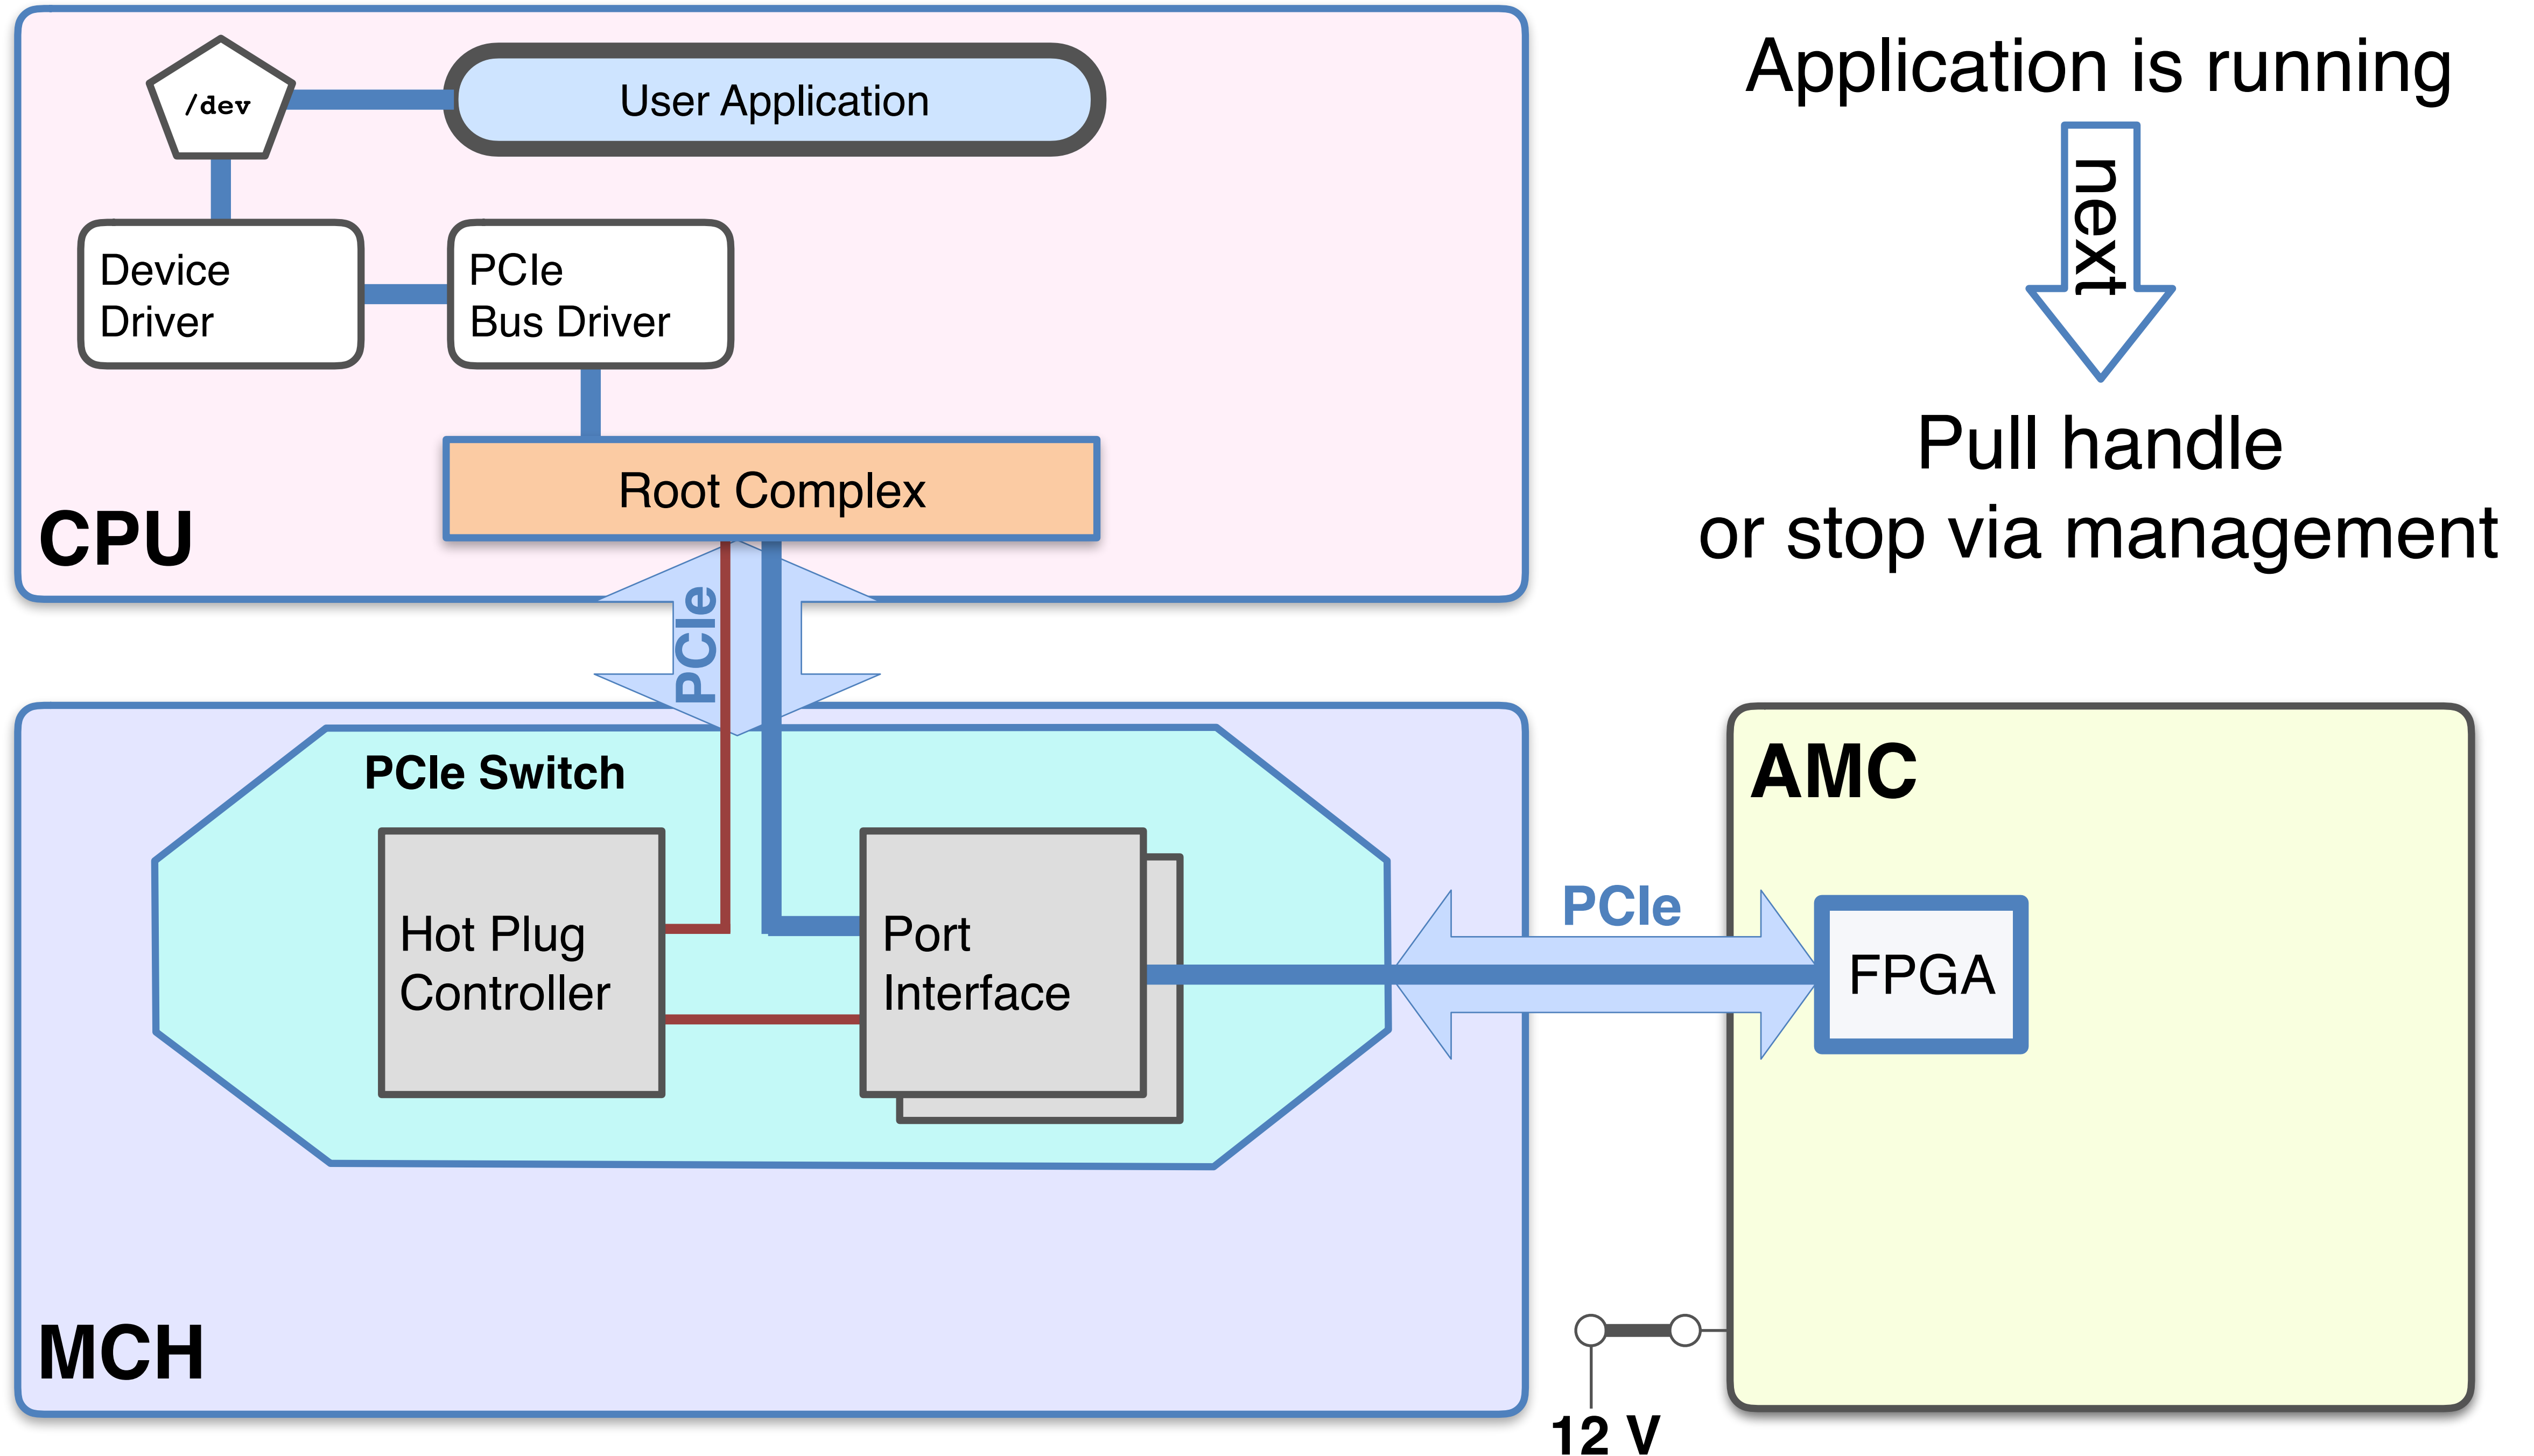 /dev
User Application
Device
Driver
PCIe
Bus Driver
Root Complex
CPU
Application is running
next
Pull handle
or stop via management
PCIe
PCIe Switch
Hot Plug
Controller
Port
Interface
MCH
PCIe
AMC
FPGA
12 V